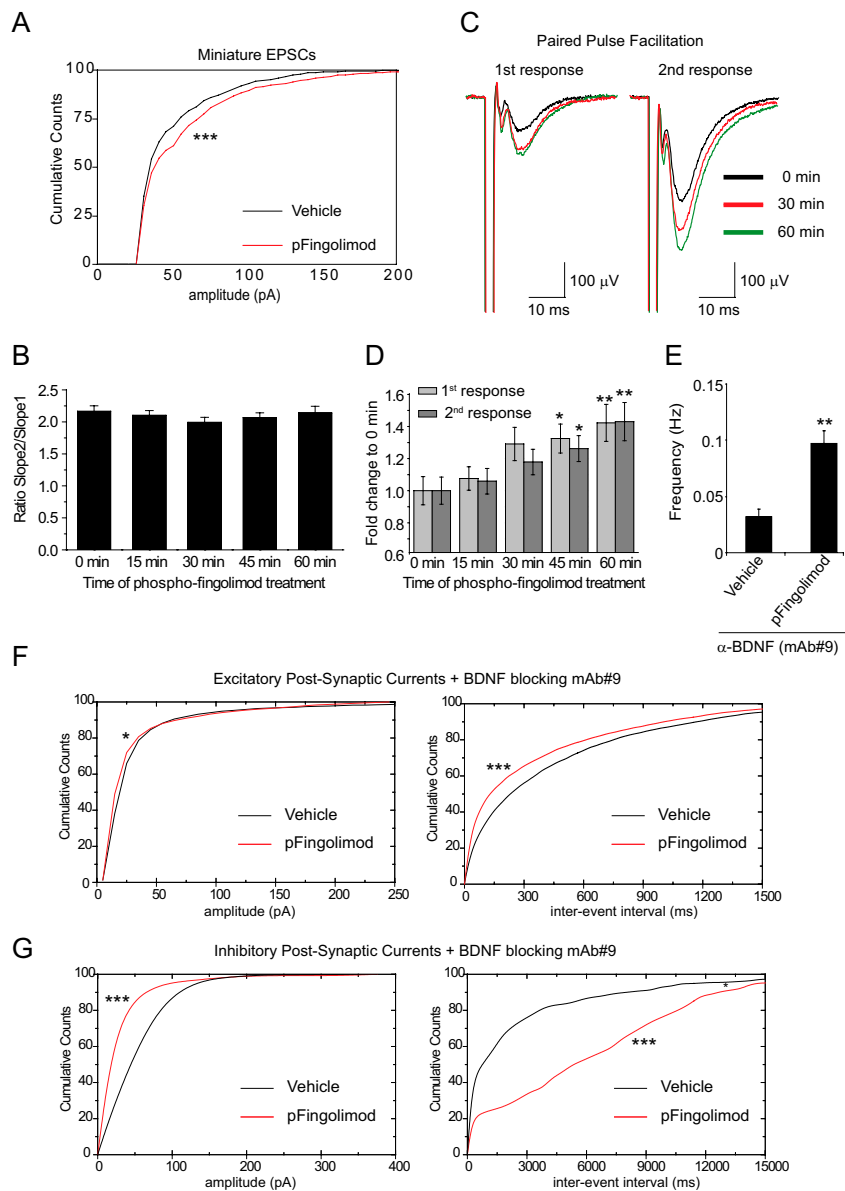 A
Miniature EPSCs
100
75
50
25
0
Cumulative Counts
***
Vehicle
pFingolimod
0 50 100 150 200
amplitude (pA)
C
Paired Pulse Facilitation
1st response 2nd response
0 min
30 min
60 min
100 µV
10 ms
100 µV
10 ms
B
2.5
2.0
1.5
1.0
0.5
0.0
Ratio Slope2/Slope1
0 min 15 min 30 min 45 min 60 min
Time of phospho-fingolimod treatment
D
1.6
1.4
1.2
1.0
0.8
0.6
Fold change to 0 min
1st response
2nd response
* * ** **
0 min 15 min 30 min 45 min 60 min
Time of phospho-fingolimod treatment
E
0.15
0.1
0.05
0
Frequency (Hz)
**
Vehicle
pFingolimod
α-BDNF (mAb#9)
F
Excitatory Post-Synaptic Currents + BDNF blocking mAb#9
100
80
60
40
20
Cumulative Counts
*
Vehicle
pFingolimod
0 50 100 150 200 250
amplitude (pA)
100
80
60
40
20
0
Cumulative Counts
***
Vehicle
pFingolimod
0 300 600 900 1200 1500
inter-event interval (ms)
G
Inhibitory Post-Synaptic Currents + BDNF blocking mAb#9
100
80
60
40
20
0
Cumulative Counts
***
Vehicle
pFingolimod
0 100 200 300 400
amplitude (pA)
100
80
60
40
20
0
Cumulative Counts
*
***
Vehicle
pFingolimod
0 3000 6000 9000 12000 15000
inter-event interval (ms)